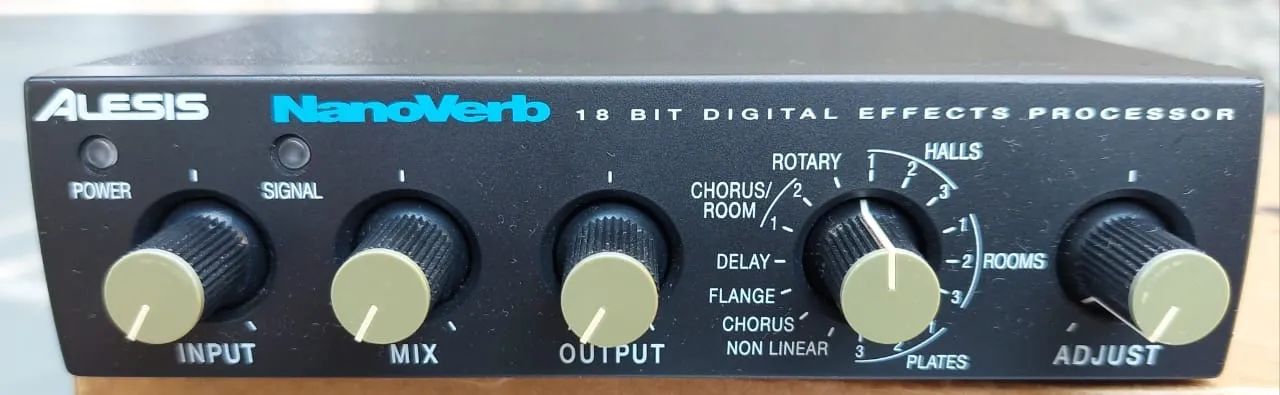 ALESIS NanoVerb 18 BIT DIGITAL EFFECTS PROCESSOR
POWER
SIGNAL
INPUT
MIX
OUTPUT
ROTARY
CHORUS/
ROOM
2
1
DELAY
FLANGE
CHORUS
NON LINEAR
1
2
3
HALLS
1
2
3
ROOMS
1
2
3
PLATES
ADJUST